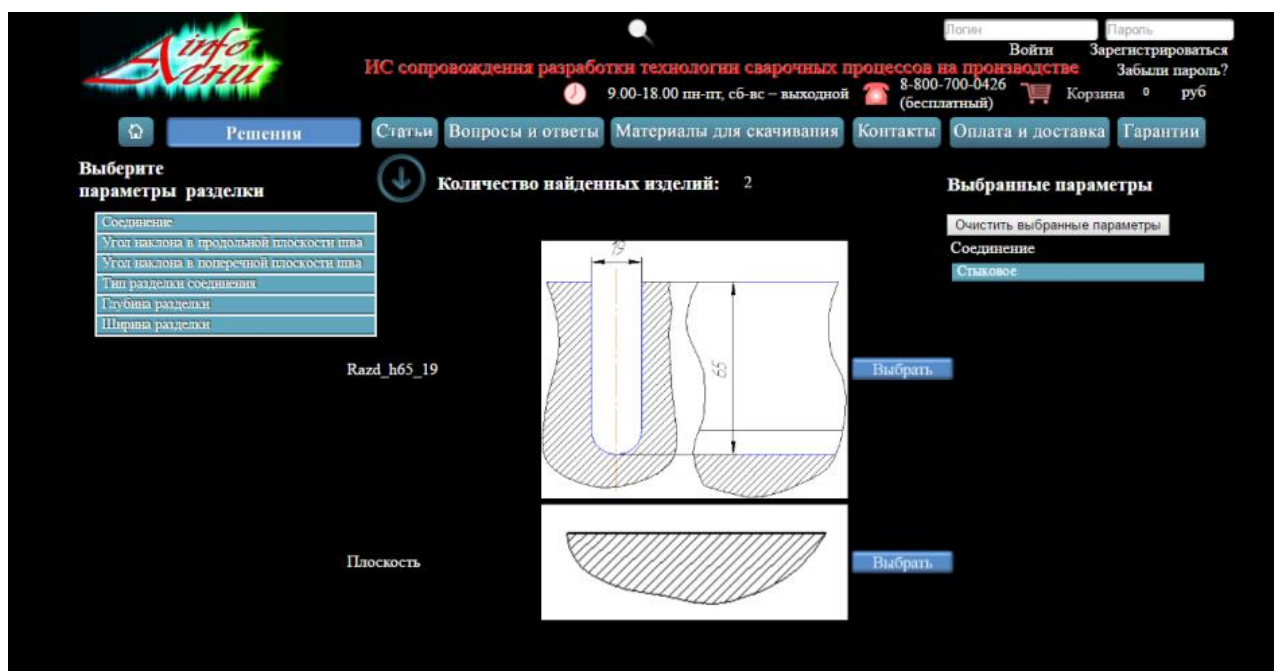 Ainfo
Атни
Логин
Пароль
Войти
Зарегистрироваться
ИС сопровождения разработки технологии сварочных процессов на производстве
Забыли пароль?
9.00-18.00 пн-пт, сб-вс – выходной
8-800-700-0426
(бесплатный)
Корзина 0 руб
Решения
Статьи
Вопросы и ответы
Материалы для скачивания
Контакты
Оплата и доставка
Гарантии
Выберите
параметры разделки
Количество найденных изделий: 2
Выбранные параметры
Соединение
Угол наклона в продольной плоскости шва
Угол наклона в поперечной плоскости шва
Тип разделки соединения
Глубина разделки
Ширина разделки
Очистить выбранные параметры
Соединение
Стыковое
19
65
Razd_h65_19
Выбрать
Плоскость
Выбрать